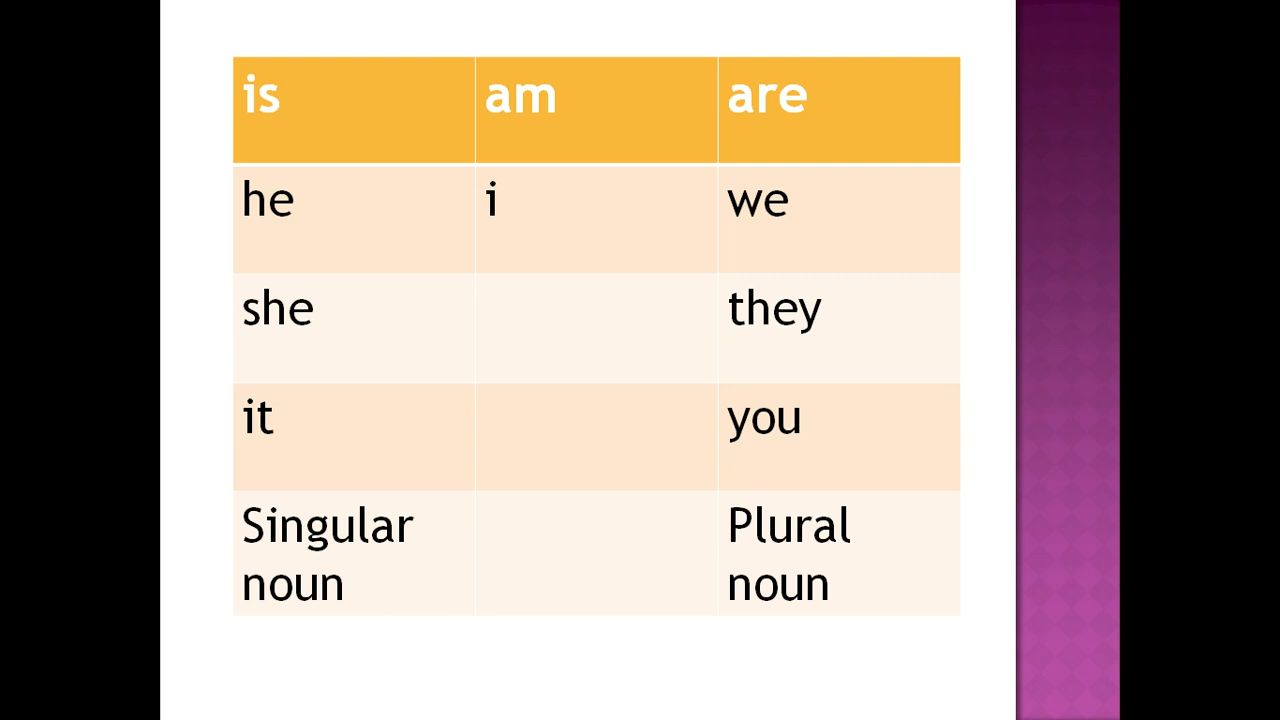 is am are
he i we
she they
it you
Singular noun Plural noun